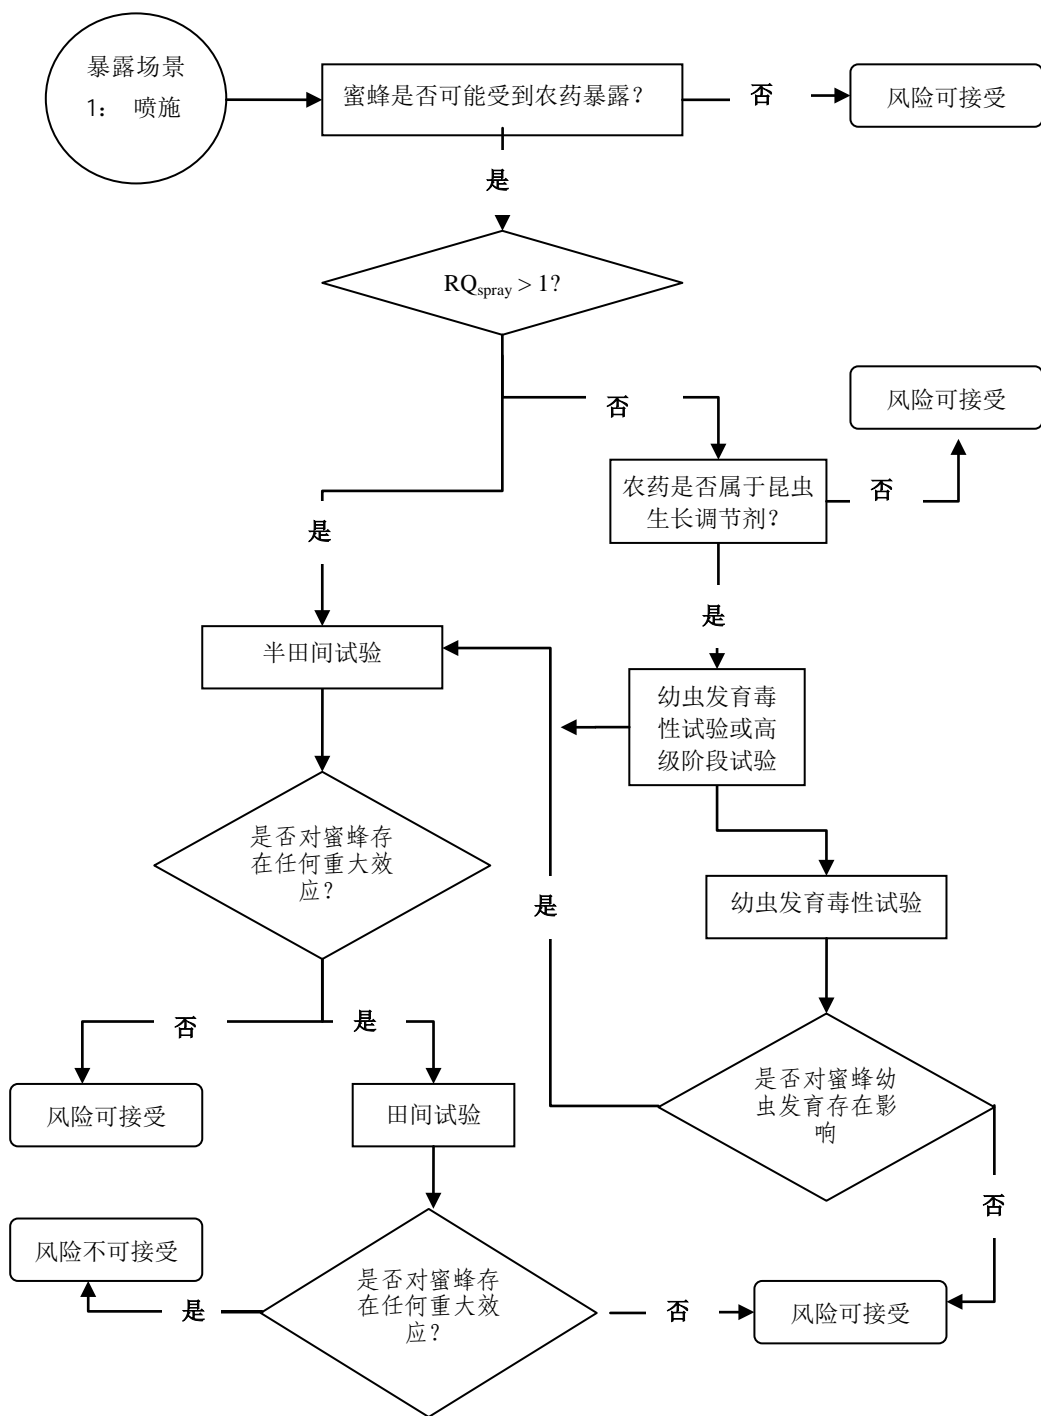 暴露场景
1： 喷施
蜜蜂是否可能受到农药暴露？
否
风险可接受
是
RQspray > 1?
否
风险可接受
农药是否属于昆虫
生长调节剂？
否
是
是
半田间试验
幼虫发育毒
性试验或高
级阶段试验
是否对蜜蜂存
在任何重大效
应？
是
幼虫发育毒性试验
否
是
风险可接受
田间试验
是否对蜜蜂幼
虫发育存在影
响
否
风险不可接受
是
是否对蜜蜂存
在任何重大效
应？
否
风险可接受